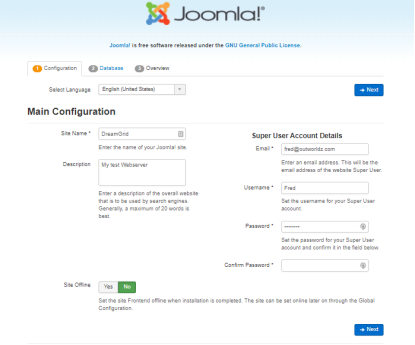 Joomla!®
Joomla! is free software released under the GNU General Public License.
1 Configuration 2 Database 3 Overview
Select Language English (United States) → Next
Main Configuration
Site Name * DreamGrid
Enter the name of your Joomla! site.
Description My test Webserver
Enter a description of the overall website
that is to be used by search engines.
Generally, a maximum of 20 words is
best.
Super User Account Details
Email * fred@outworldz.com
Enter an email address. This will be the
email address of the website Super User.
Username * Fred
Set the username for your Super User
account.
Password * ••••••••
Set the password for your Super User
account and confirm it in the field below.
Confirm Password *
Site Offline Yes No
Set the site Frontend offline when installation is completed. The site can be set online later on through the Global
Configuration.
→ Next